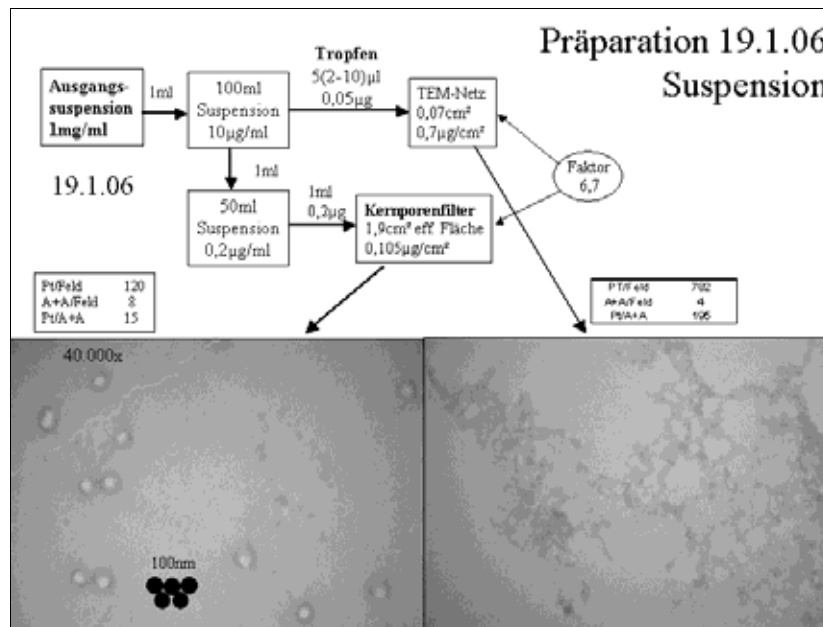 Präparation 19.1.06
Suspension
Ausgangs-
suspension
1mg/ml
1ml
100ml
Suspension
10µg/ml
Tropfen
5(2-10)µl
0,05µg
TEM-Netz
0,07cm²
0,7µg/cm²
Faktor
6,7
19.1.06
1ml
50ml
Suspension
0,2µg/ml
1ml
0,2µg
Kernporenfilter
1,9cm² eff. Fläche
0,105µg/cm²
Pt/Feld 120
A+A/Feld 8
Pt/A+A 15
PT/Feld 782
A+A/Feld 4
Pt/A+A 195
40.000x
100nm